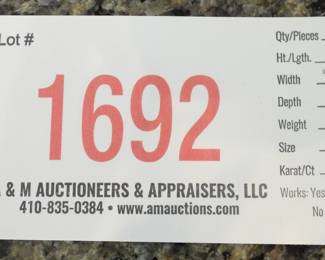 Lot #
1692
& M AUCTIONEERS & APPRAISERS, LLC
410-835-0384 • www.amauctions.com
Qty/Pieces
Ht./Lgth.
Width
Depth
Weight
Size
Karat/Ct
Works: Yes
No